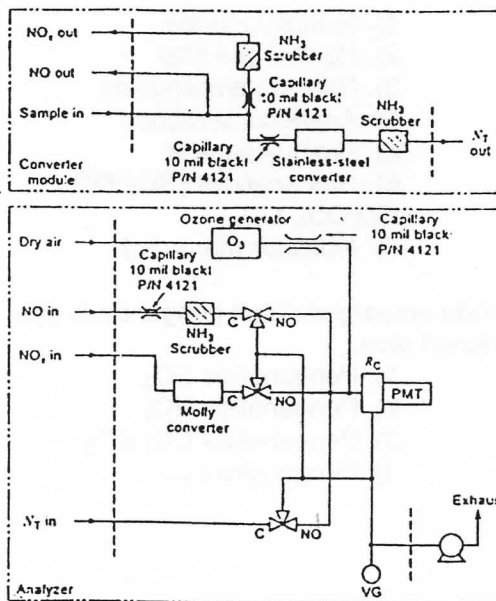 NOx out
NH3
Scrubber
NO out
Capillary
10 mil black!
P/N 4121
NH3
Scrubber
Sample in
NT
out
Capillary
10 mil black!
P/N 4121
Stainless-steel
converter
Converter
module
Ozone generator
Capillary
10 mil black!
P/N 4121
Dry air
O3
Capillary
10 mil black!
P/N 4121
NO in
C
NO
NH3
Scrubber
NOx in
RC
PMT
C
NO
Molly
converter
NT in
C
NO
Exhaust
VG
Analyzer